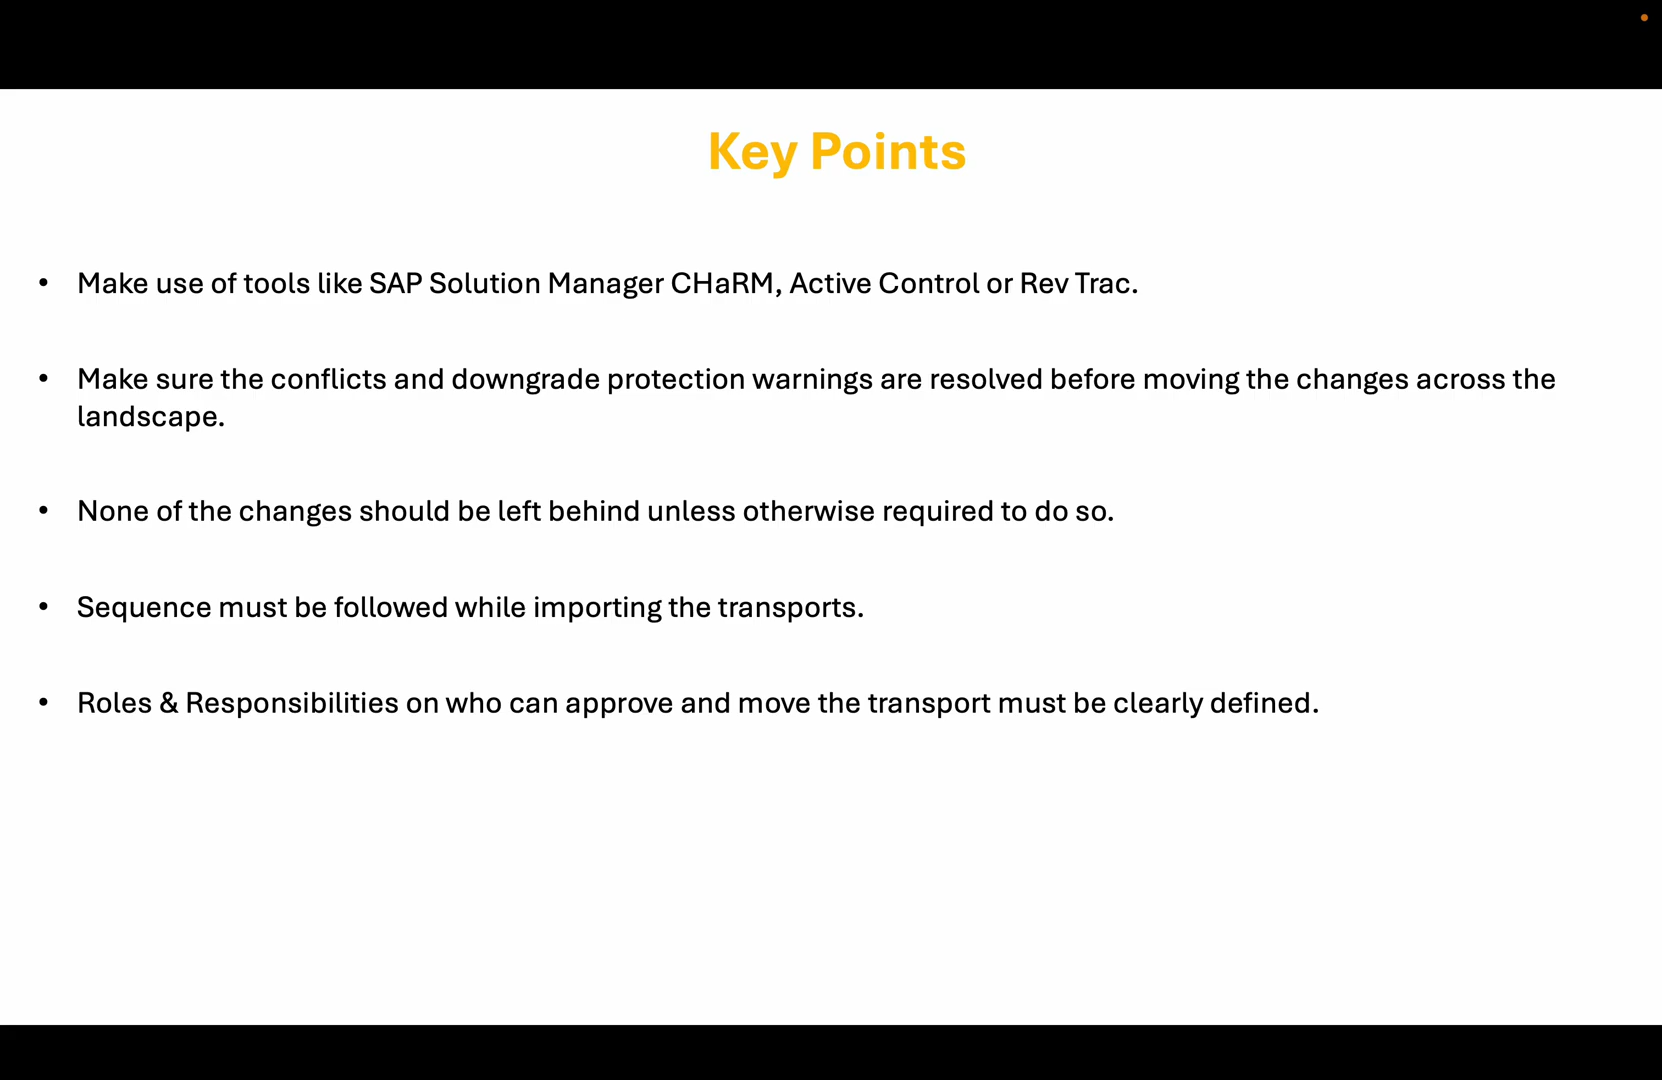 Key Points
• Make use of tools like SAP Solution Manager CHaRM, Active Control or Rev Trac.
• Make sure the conflicts and downgrade protection warnings are resolved before moving the changes across the
landscape.
• None of the changes should be left behind unless otherwise required to do so.
• Sequence must be followed while importing the transports.
• Roles & Responsibilities on who can approve and move the transport must be clearly defined.